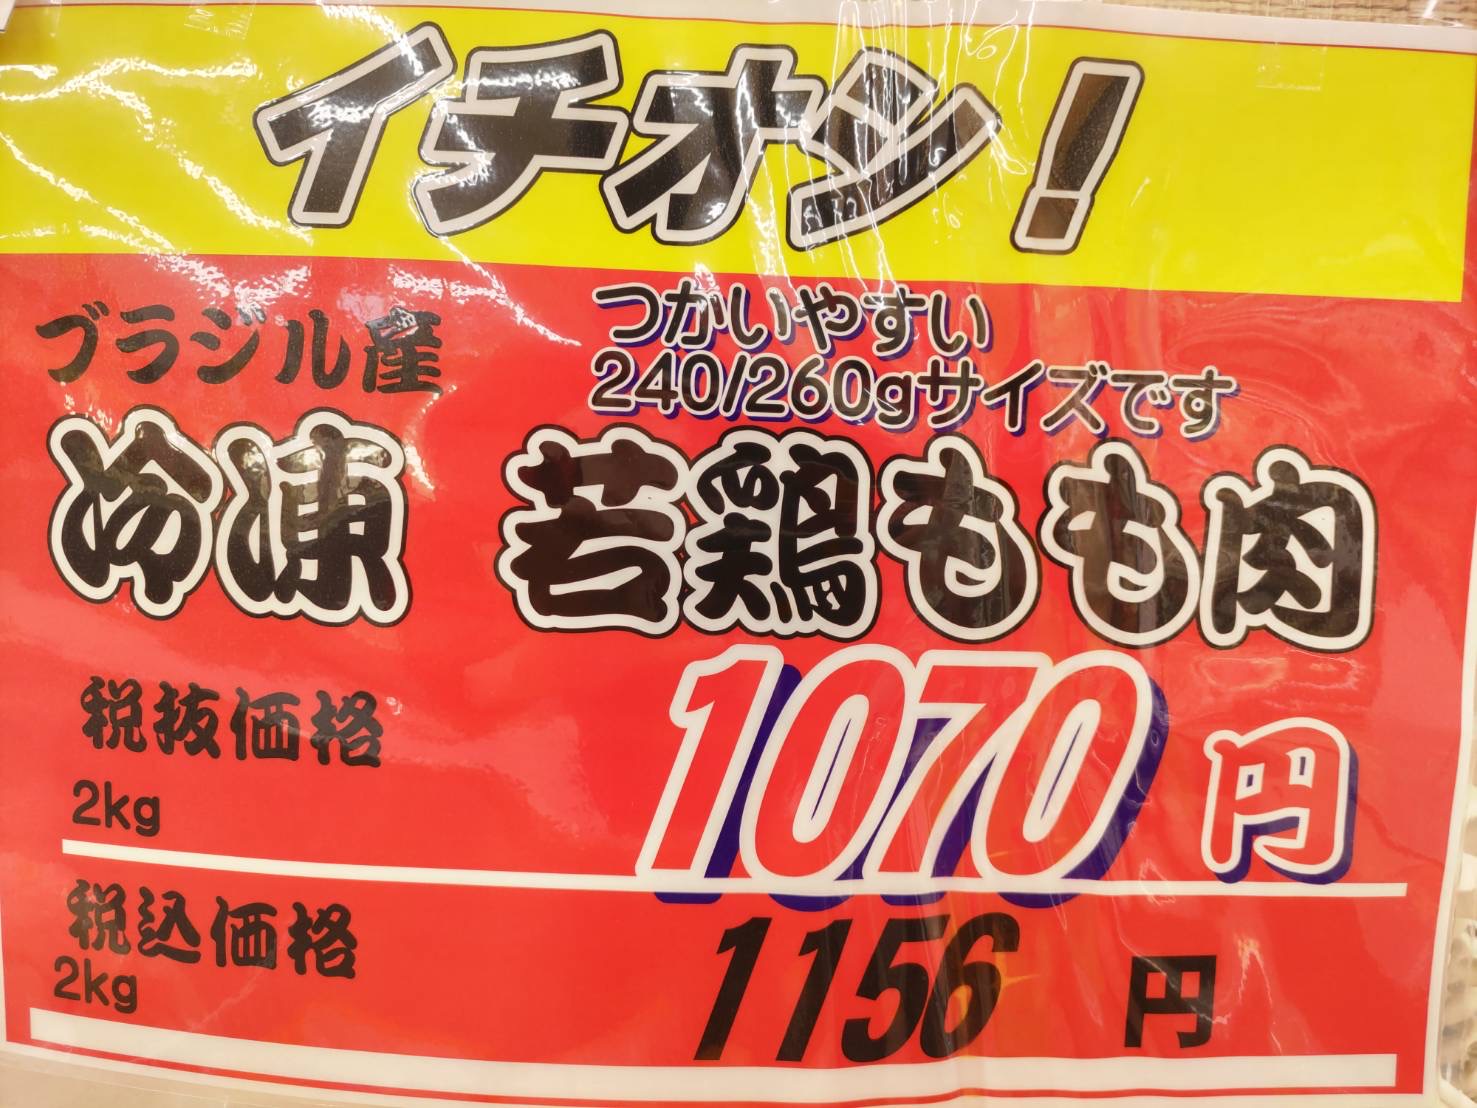 イチオシ!
ブラジル産
つかいやすい
240/260gサイズです
冷凍 若鶏もも肉
税抜価格
2kg
1070円
税込価格
2kg
1156円